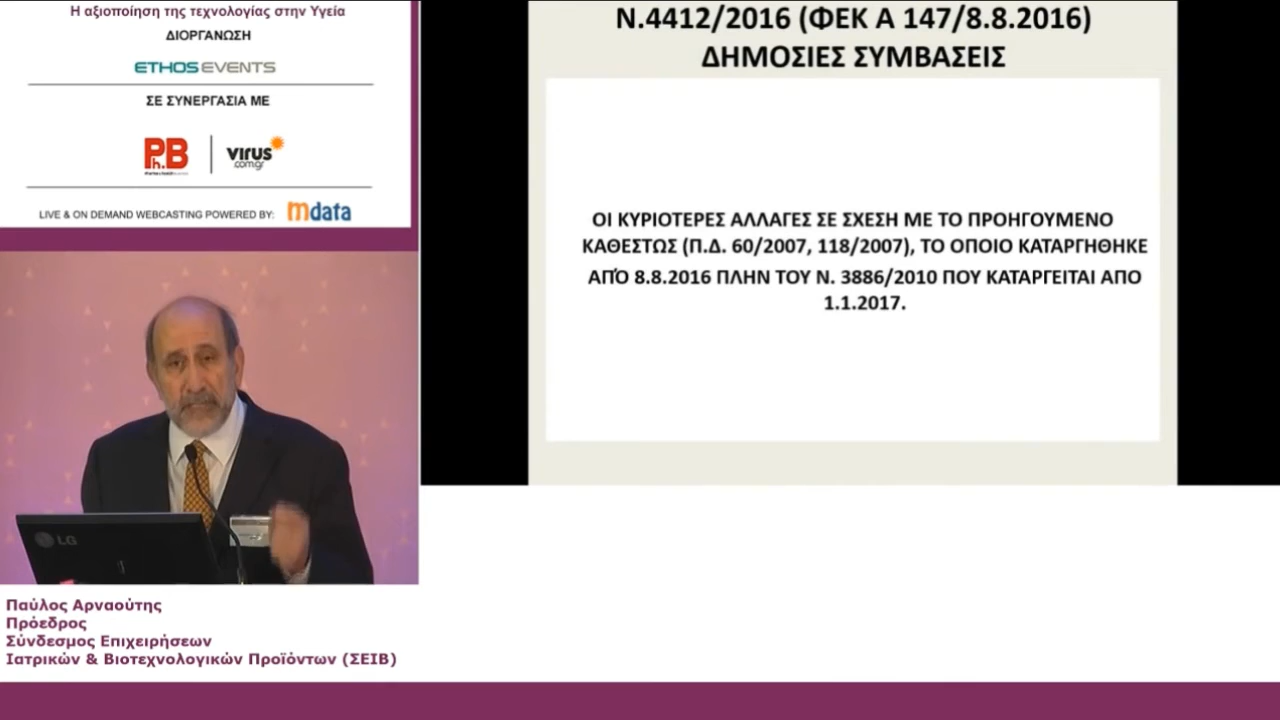 Η αξιοποίηση της τεχνολογίας στην Υγεία
ΔΙΟΡΓΑΝΩΣΗ
ETHOS EVENTS
ΣΕ ΣΥΝΕΡΓΑΣΙΑ ΜΕ
Ph.B
virus
.com.gr
LIVE & ON DEMAND WEBCASTING POWERED BY: mdata
LG
Παύλος Αρναούτης
Πρόεδρος
Σύνδεσμος Επιχειρήσεων
Ιατρικών & Βιοτεχνολογικών Προϊόντων (ΣΕΙΒ)
Ν.4412/2016 (ΦΕΚ Α 147/8.8.2016)
ΔΗΜΟΣΙΕΣ ΣΥΜΒΑΣΕΙΣ
ΟΙ ΚΥΡΙΟΤΕΡΕΣ ΑΛΛΑΓΕΣ ΣΕ ΣΧΕΣΗ ΜΕ ΤΟ ΠΡΟΗΓΟΥΜΕΝΟ
ΚΑΘΕΣΤΩΣ (Π.Δ. 60/2007, 118/2007), ΤΟ ΟΠΟΙΟ ΚΑΤΑΡΓΗΘΗΚΕ
ΑΠΌ 8.8.2016 ΠΛΗΝ ΤΟΥ Ν. 3886/2010 ΠΟΥ ΚΑΤΑΡΓΕΙΤΑΙ ΑΠΟ
1.1.2017.